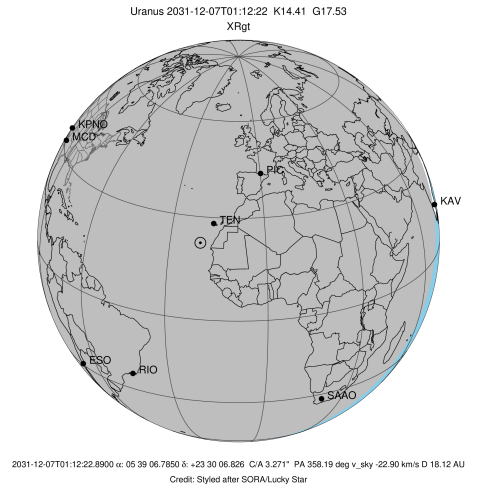 Uranus 2031-12-07T01:12:22 K14.41 G17.53
XRgt
KPNO
MCD
PIC
KAV
TEN
ESO
RIO
SAAO
2031-12-07T01:12:22.8900 α: 05 39 06.7850 δ: +23 30 06.826 C/A 3.271" PA 358.19 deg v_sky -22.90 km/s D 18.12 AU
Credit: Styled after SORA/Lucky Star